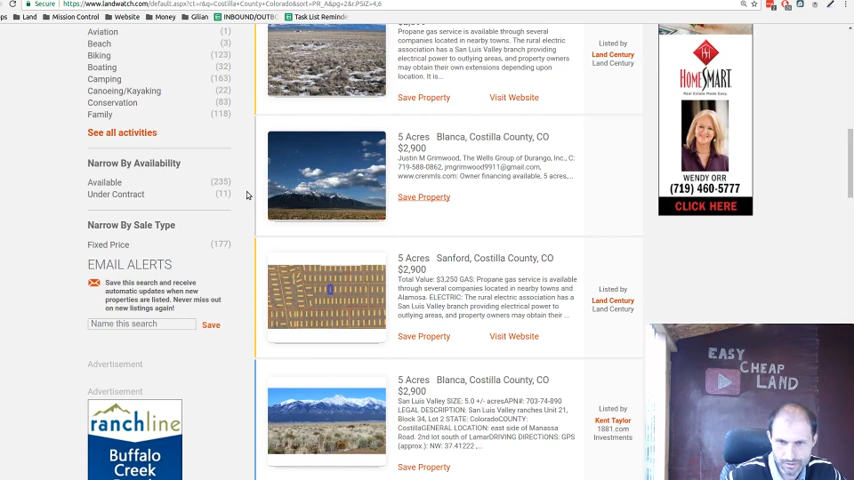 Secure https://www.landwatch.com/default.aspx?ct=r&q=Costilla+County+Colorado&sort=PR_A&pg=2&r.PSIZ=4,6
ps Land Mission Control Website Money Glian INBOUND/OUTBO Task List Reminde
Aviation (1)
Beach (3)
Biking (123)
Boating (32)
Camping (163)
Canoeing/Kayaking (22)
Conservation (83)
Family (118)
See all activities
Narrow By Availability
Available (235)
Under Contract (11)
Narrow By Sale Type
Fixed Price (177)
EMAIL ALERTS
Save this search and receive
automatic updates when new
properties are listed. Never miss out
on new listings again!
Name this search Save
Advertisement
Advertisement
ranchline
Buffalo
Creek
$2,900
Propane gas service is available through several
companies located in nearby towns. The rural electric
association has a San Luis Valley branch providing
electrical power to outlying areas, and property owners
may obtain their own extensions depending upon
location.
It is...
Save Property Visit Website
Listed by
Land Century
Land Century
5 Acres Blanca, Costilla County, CO
$2,900
Justin M Grimwood, The Wells Group of Durango, Inc., C:
719-588-0862, jmgrimwood9911@gmail.com,
www.crenmls.com: Owner financing available, 5 acres,...
Save Property
5 Acres Sanford, Costilla County, CO
$2,900
Total Value: $3,250 GAS: Propane gas service is available
through several companies located in nearby towns and
Alamosa. ELECTRIC: The rural electric association has a
San Luis Valley branch providing electrical power to
outlying areas, and property owners may obtain their ...
Save Property Visit Website
Listed by
Land Century
Land Century
5 Acres Blanca, Costilla County, CO
$2,900
San Luis Valley SIZE: 5.0 +/- acresAPN#: 703-74-890
LEGAL DESCRIPTION: San Luis Valley ranches Unit 21,
Block 34, Lot 2 STATE: ColoradoCOUNTY:
CostillaGENERAL LOCATION: east side of Manassa
Road. 2nd lot south of LamarDRIVING DIRECTIONS: GPS
(approx.): NW: 37.41222 ,...
Save Property
Listed by
Kent Taylor
1881.com
Investments
HOMESMART
WENDY ORR
(719) 460-5777
CLICK HERE
EASY
CHEAP
LAND